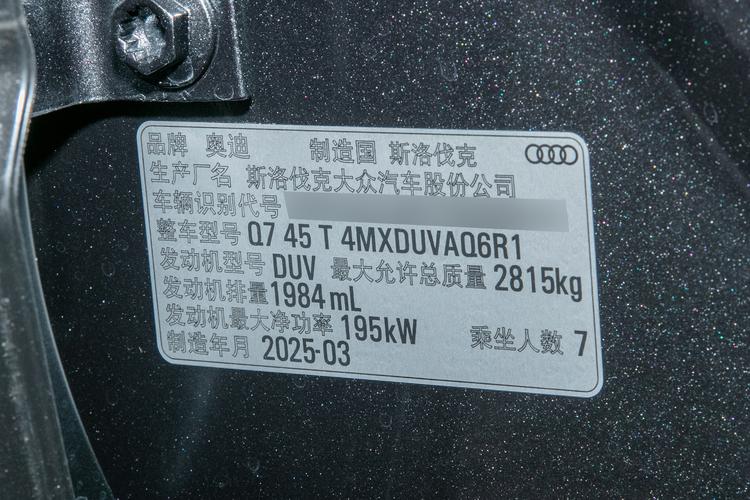 品牌 奥迪 制造国 斯洛伐克
生产厂名 斯洛伐克大众汽车股份公司
车辆识别代号
整车型号 Q7 45 T 4MXDUVAQ6R1
发动机型号 DUV 最大允许总质量 2815kg
发动机排量 1984 mL
发动机最大净功率 195kW 乘坐人数 7
制造年月 2025-03